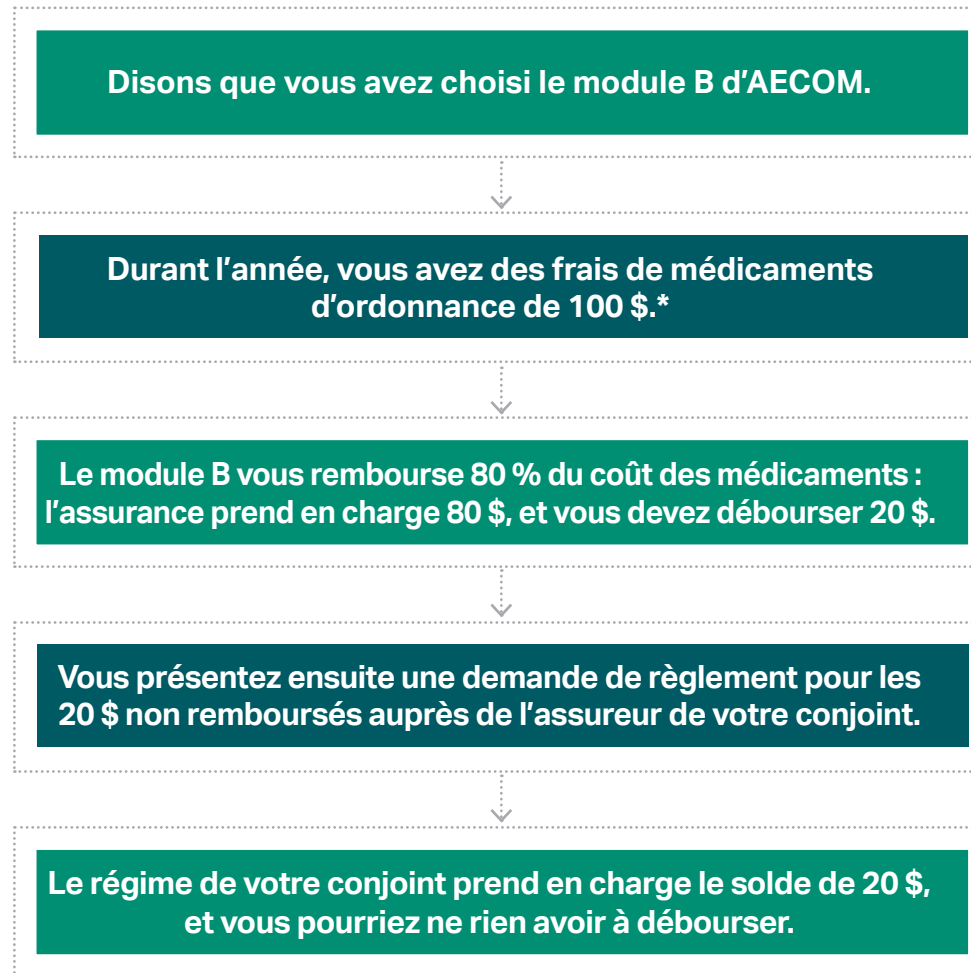 Disons que vous avez choisi le module B d’AECOM.
Durant l’année, vous avez des frais de médicaments
d’ordonnance de 100 $.*
Le module B vous rembourse 80 % du coût des médicaments :
l’assurance prend en charge 80 $, et vous devez débourser 20 $.
Vous présentez ensuite une demande de règlement pour les
20 $ non remboursés auprès de l’assureur de votre conjoint.
Le régime de votre conjoint prend en charge le solde de 20 $,
et vous pourriez ne rien avoir à débourser.